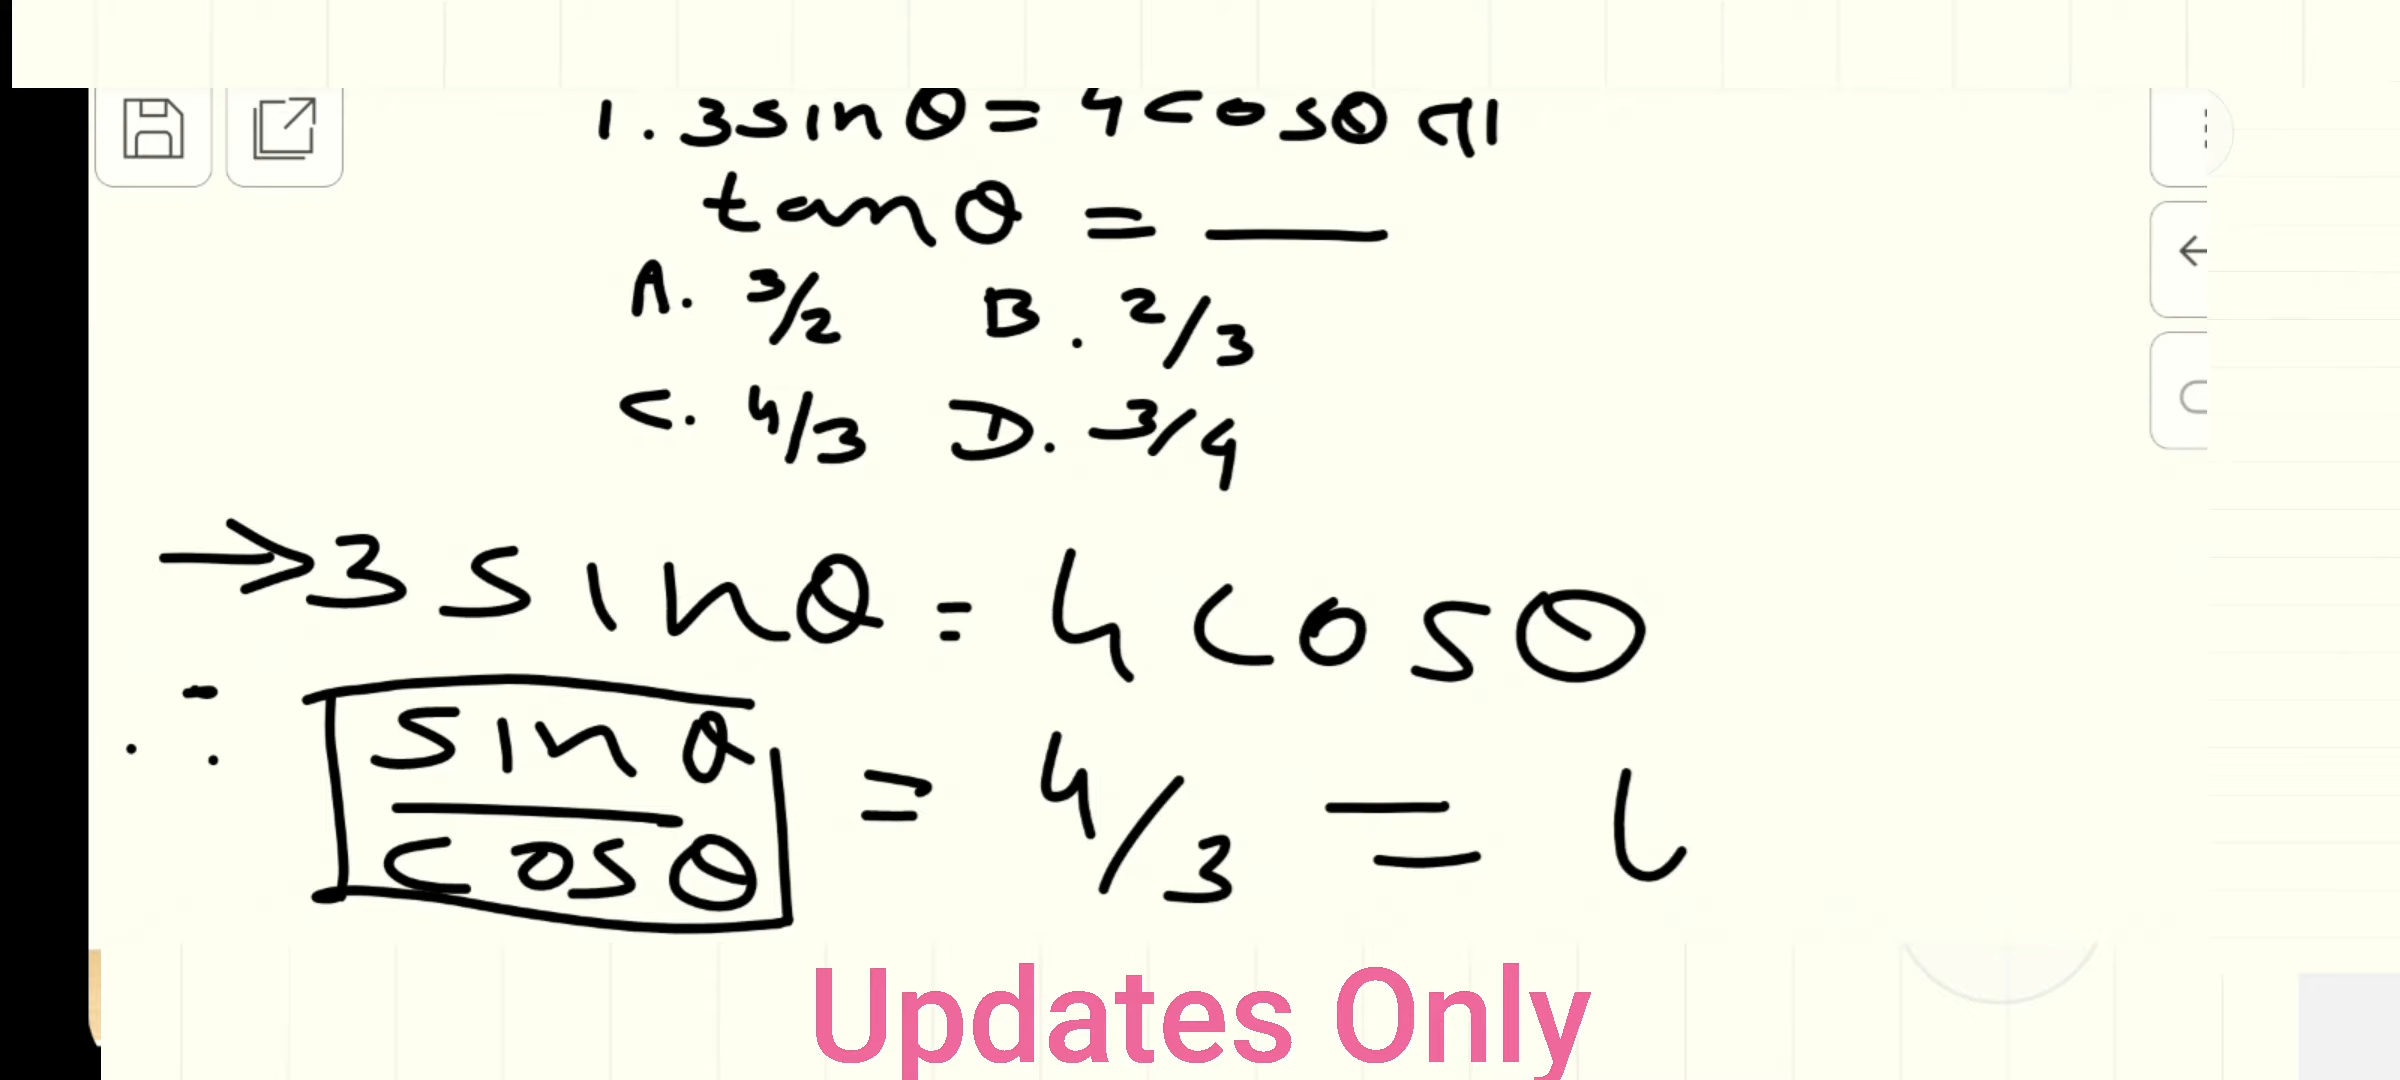 1. 3sinθ = 4cosθ તો
tanθ = ___
A. 3/2 B. 2/3
C. 4/3 D. 3/4
→ 3sinθ = 4cosθ
∴ sinθ/cosθ = 4/3 =
Updates Only